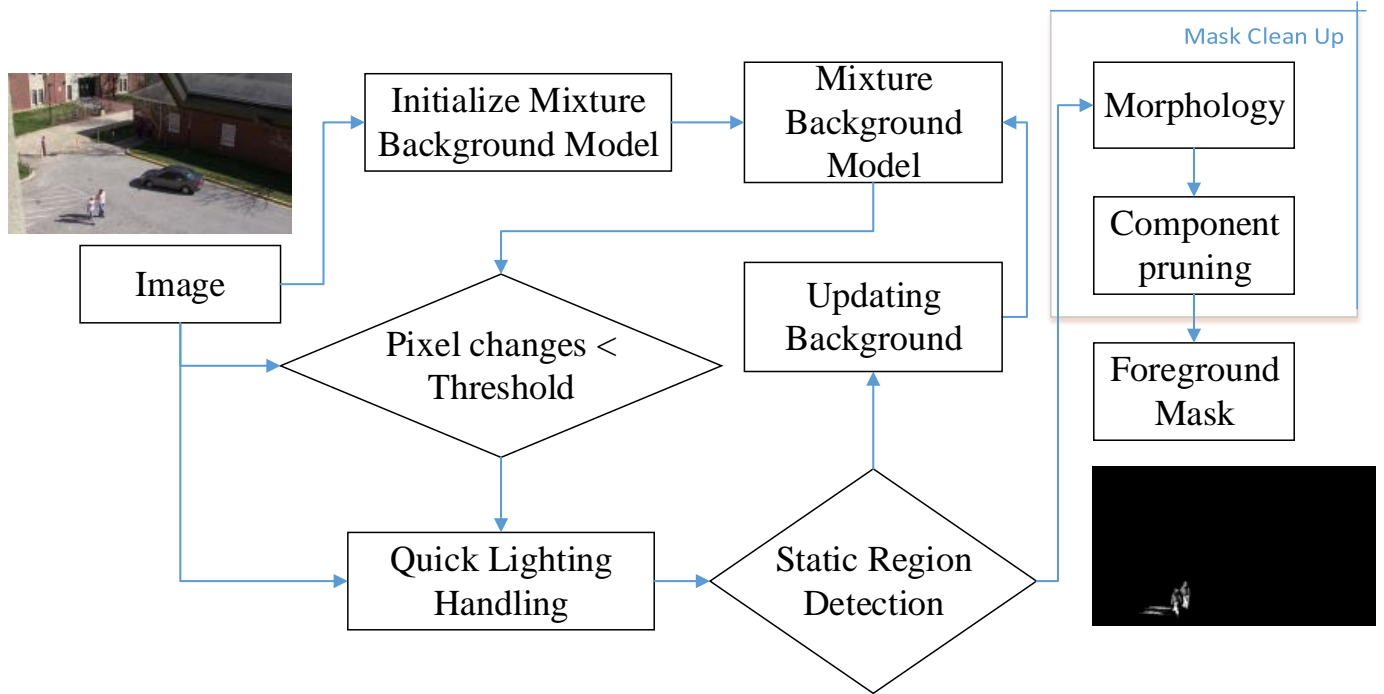 Mask Clean Up
Initialize Mixture
Background Model
Mixture
Background
Model
Morphology
Component
pruning
Image
Updating
Background
Pixel changes <
Threshold
Foreground
Mask
Quick Lighting
Handling
Static Region
Detection